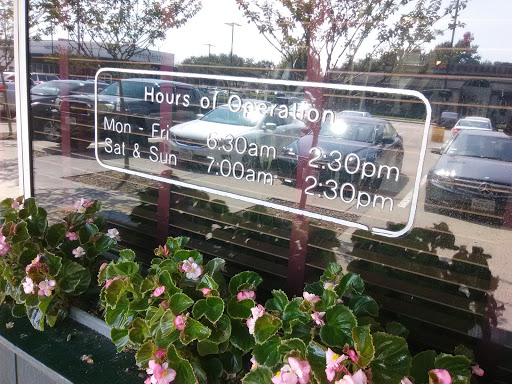 Hours of Operation
Mon - Fri 6:30am - 2:30pm
Sat & Sun 7:00am - 2:30pm